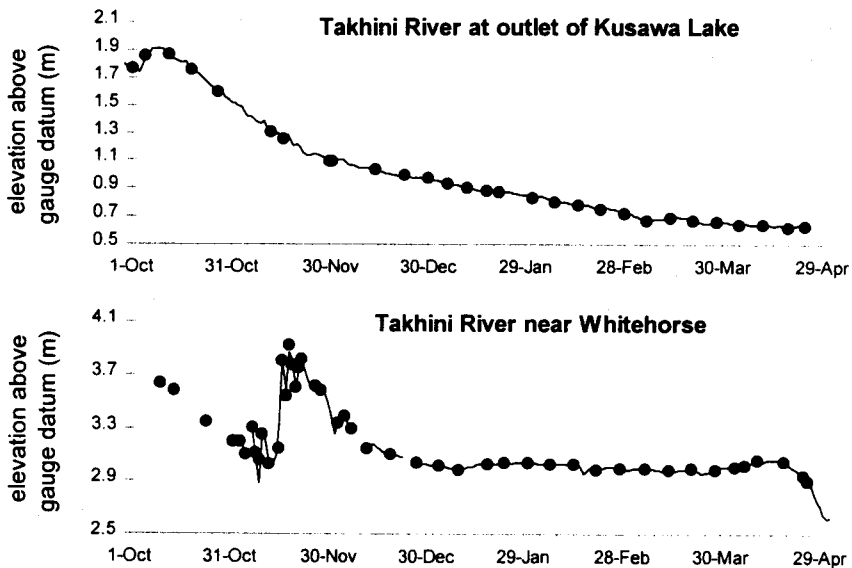 Takhini River at outlet of Kusawa Lake
elevation above
gauge datum (m)
2.1
1.9
1.7
1.5
1.3
1.1
0.9
0.7
0.5
1-Oct 31-Oct 30-Nov 30-Dec 29-Jan 28-Feb 30-Mar 29-Apr
Takhini River near Whitehorse
elevation above
gauge datum (m)
4.1
3.7
3.3
2.9
2.5
1-Oct 31-Oct 30-Nov 30-Dec 29-Jan 28-Feb 30-Mar 29-Apr